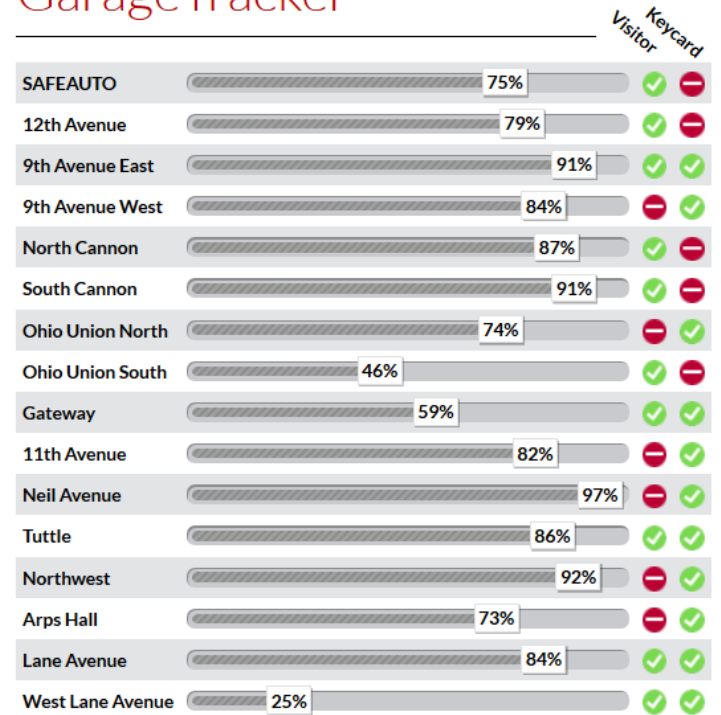 Garage Tracker
Visitor Keycard
SAFEAUTO 75%
12th Avenue 79%
9th Avenue East 91%
9th Avenue West 84%
North Cannon 87%
South Cannon 91%
Ohio Union North 74%
Ohio Union South 46%
Gateway 59%
11th Avenue 82%
Neil Avenue 97%
Tuttle 86%
Northwest 92%
Arps Hall 73%
Lane Avenue 84%
West Lane Avenue 25%